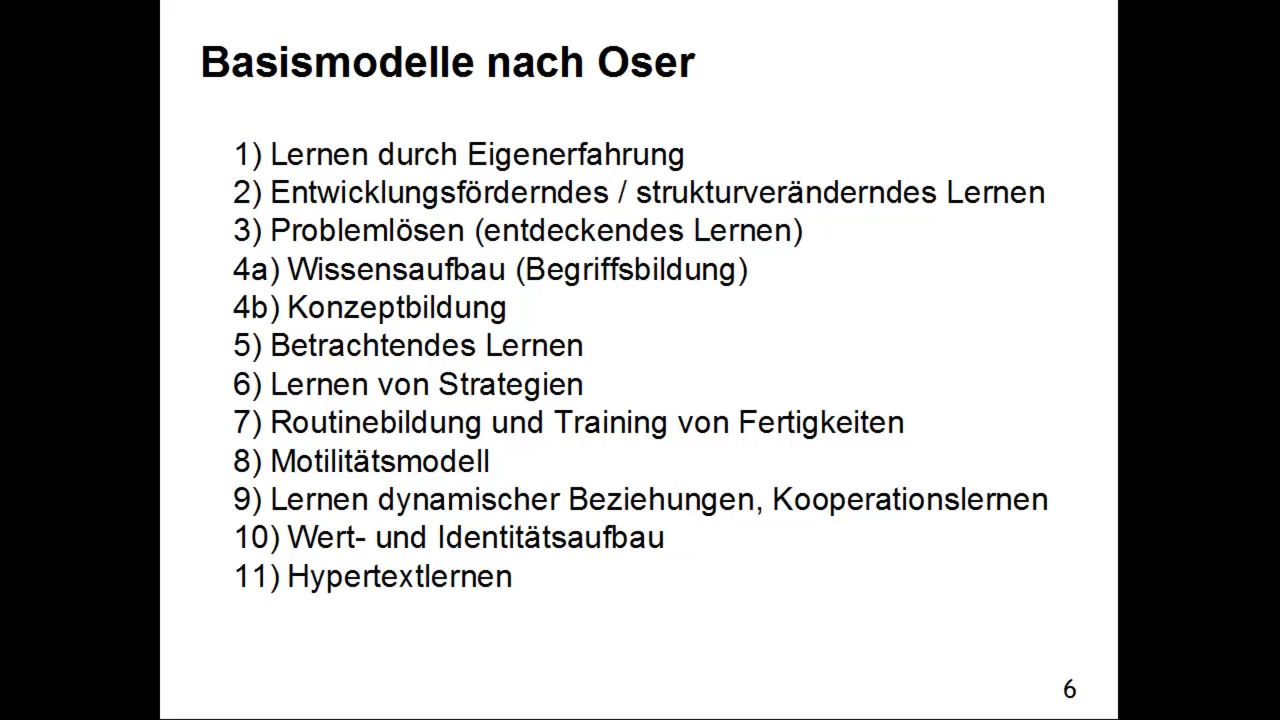 Basismodelle nach Oser
1) Lernen durch Eigenerfahrung
2) Entwicklungsförderndes / strukturveränderndes Lernen
3) Problemlösen (entdeckendes Lernen)
4a) Wissensaufbau (Begriffsbildung)
4b) Konzeptbildung
5) Betrachtendes Lernen
6) Lernen von Strategien
7) Routinebildung und Training von Fertigkeiten
8) Motilitätsmodell
9) Lernen dynamischer Beziehungen, Kooperationslernen
10) Wert- und Identitätsaufbau
11) Hypertextlernen
6